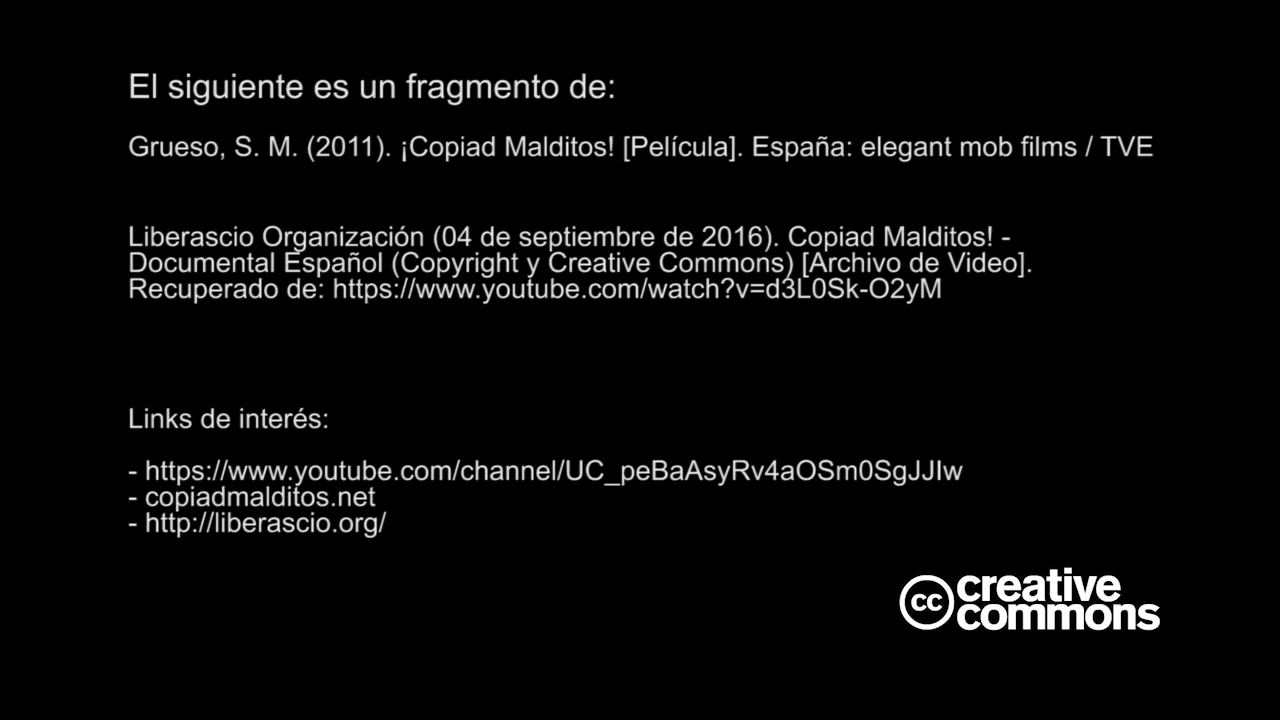 El siguiente es un fragmento de:
Grueso, S. M. (2011). ¡Copiad Malditos! [Película]. España: elegant mob films / TVE
Liberascio Organización (04 de septiembre de 2016). Copiad Malditos! -
Documental Español (Copyright y Creative Commons) [Archivo de Video].
Recuperado de: https://www.youtube.com/watch?v=d3L0Sk-O2yM
Links de interés:
- https://www.youtube.com/channel/UC_peBaAsyRv4aOSm0SgJJIw
- copiadmalditos.net
- http://liberascio.org/
cc creative
commons